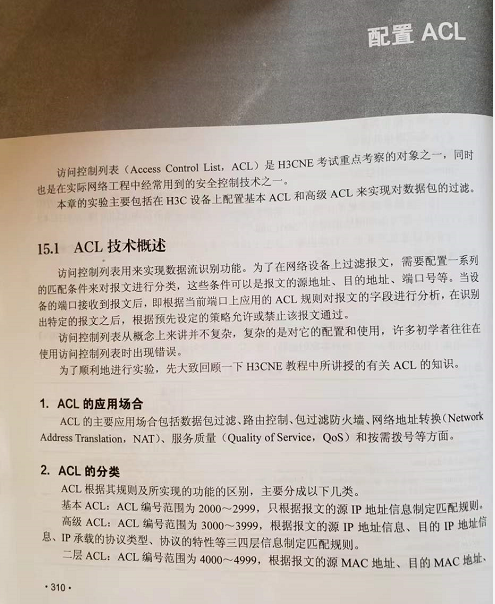 配置 ACL
访问控制列表（Access Control List，ACL）是 H3CNE 考试重点考察的对象之一，同时
也是在实际网络工程中经常用到的安全控制技术之一。
本章的实验主要包括在 H3C 设备上配置基本 ACL 和高级 ACL 来实现对数据包的过滤。
15.1 ACL 技术概述
访问控制列表用来实现数据流识别功能。为了在网络设备上过滤报文，需要配置一系列
的匹配条件来对报文进行分类，这些条件可以是报文的源地址、目的地址、端口号等。当设
备的端口接收到报文后，即根据当前端口上应用的 ACL 规则对报文的字段进行分析，在识别
出特定的报文之后，根据预先设定的策略允许或禁止该报文通过。
访问控制列表从概念上来讲并不复杂，复杂的是对它的配置和使用，许多初学者往往在
使用访问控制列表时出现错误。
为了顺利地进行实验，先大致回顾一下 H3CNE 教程中所讲授的有关 ACL 的知识。
1. ACL 的应用场合
ACL 的主要应用场合包括数据包过滤、路由控制、包过滤防火墙、网络地址转换（Network
Address Translation，NAT）、服务质量（Quality of Service，QoS）和按需拨号等方面。
2. ACL 的分类
ACL 根据其规则及所实现的功能的区别，主要分成以下几类。
基本 ACL：ACL 编号范围为 2000～2999，只根据报文的源 IP 地址信息制定匹配规则。
高级 ACL：ACL 编号范围为 3000～3999，根据报文的源 IP 地址信息、目的 IP 地址信
息、IP 承载的协议类型、协议的特性等三四层信息制定匹配规则。
二层 ACL：ACL 编号范围为 4000～4999，根据报文的源 MAC 地址、目的 MAC 地址、
·310·